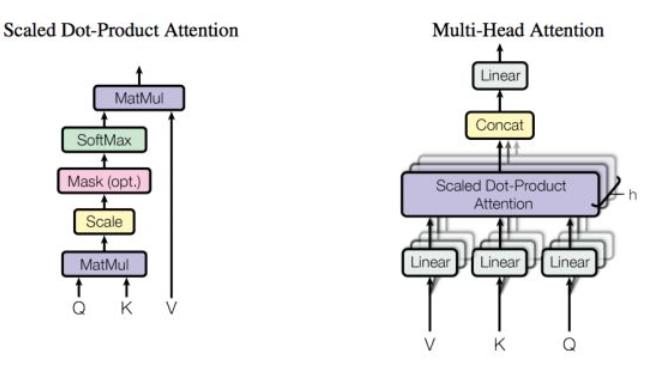 Scaled Dot-Product Attention
MatMul
SoftMax
Mask (opt.)
Scale
MatMul
Q K V
Multi-Head Attention
Linear
Concat
Scaled Dot-Product
Attention
h
Linear Linear Linear
V K Q